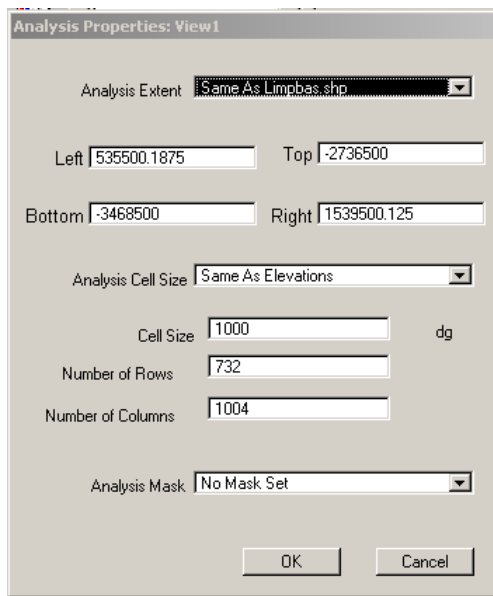 Analysis Properties: View1
Analysis Extent Same As Limpbas.shp
Left 535500.1875 Top -2736500
Bottom -3468500 Right 1539500.125
Analysis Cell Size Same As Elevations
Cell Size 1000 dg
Number of Rows 732
Number of Columns 1004
Analysis Mask No Mask Set
OK Cancel